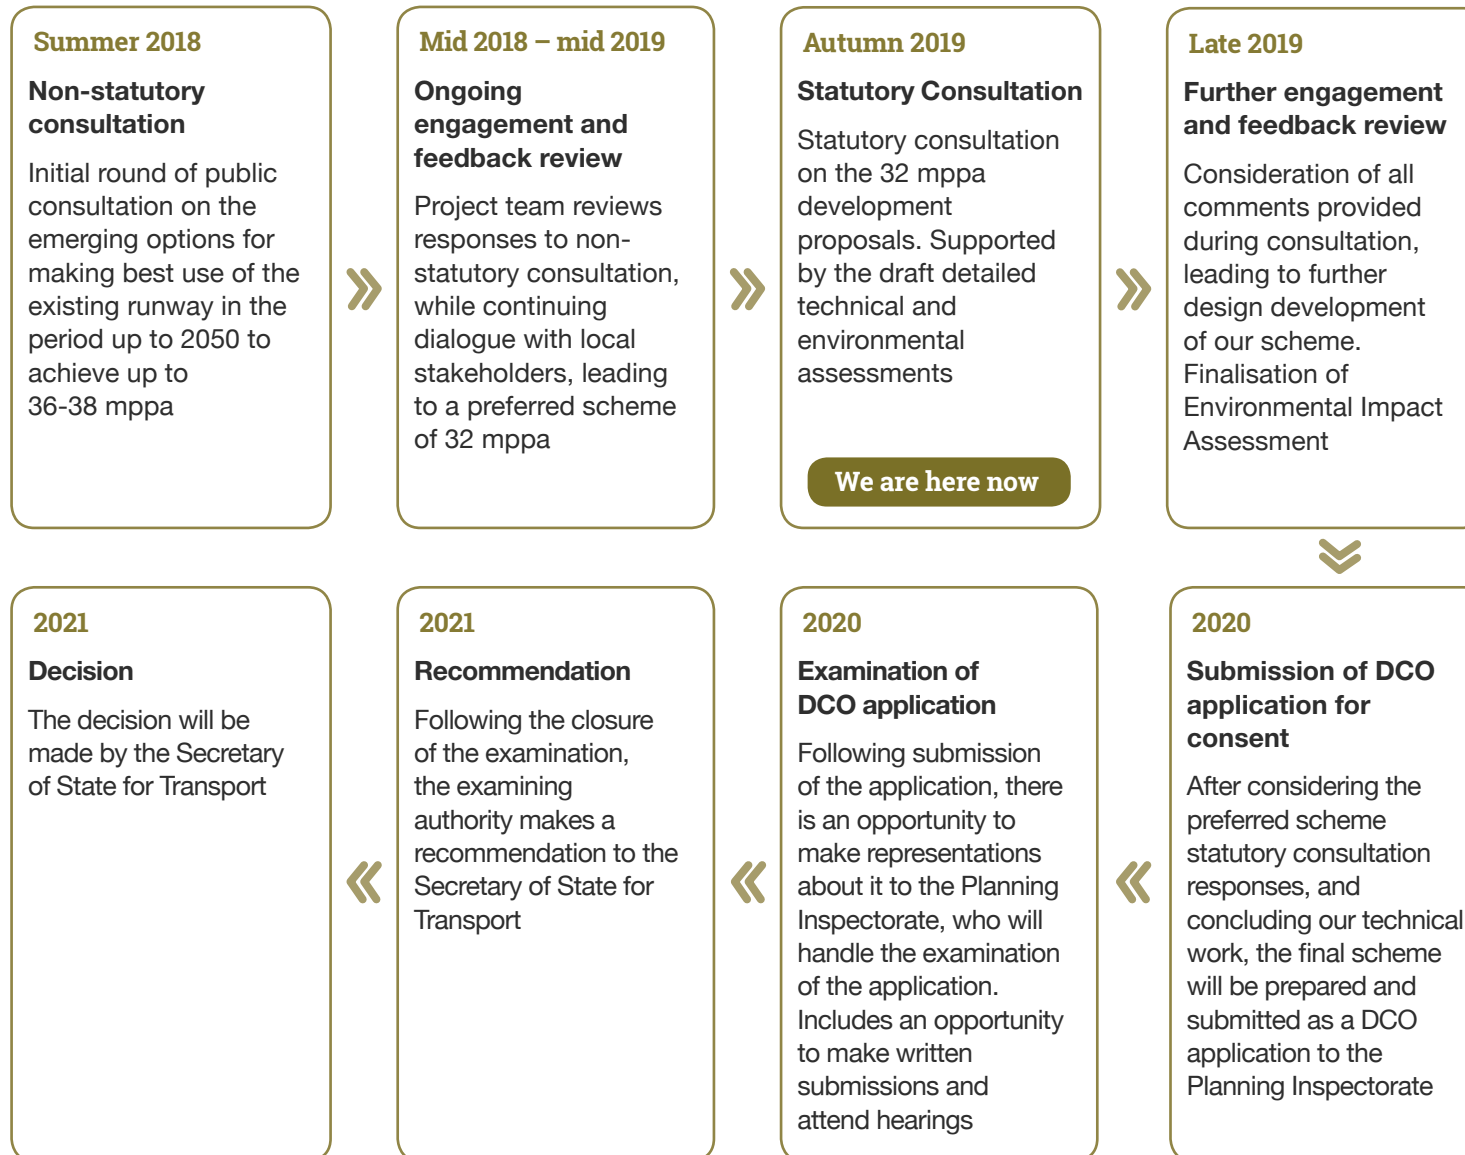 Summer 2018
Non-statutory
consultation
Initial round of public
consultation on the
emerging options for
making best use of the
existing runway in the
period up to 2050 to
achieve up to
36-38 mppa
Mid 2018 – mid 2019
Ongoing
engagement and
feedback review
Project team reviews
responses to non-
statutory consultation,
while continuing
dialogue with local
stakeholders, leading
to a preferred scheme
of 32 mppa
Autumn 2019
Statutory Consultation
Statutory consultation
on the 32 mppa
development
proposals. Supported
by the draft detailed
technical and
environmental
assessments
We are here now
Late 2019
Further engagement
and feedback review
Consideration of all
comments provided
during consultation,
leading to further
design development
of our scheme.
Finalisation of
Environmental Impact
Assessment
2020
Submission of DCO
application for
consent
After considering the
preferred scheme
statutory consultation
responses, and
concluding our technical
work, the final scheme
will be prepared and
submitted as a DCO
application to the
Planning Inspectorate
2020
Examination of
DCO application
Following submission
of the application, there
is an opportunity to
make representations
about it to the Planning
Inspectorate, who will
handle the examination
of the application.
Includes an opportunity
to make written
submissions and
attend hearings
2021
Recommendation
Following the closure
of the examination,
the examining
authority makes a
recommendation to the
Secretary of State for
Transport
2021
Decision
The decision will be
made by the Secretary
of State for Transport